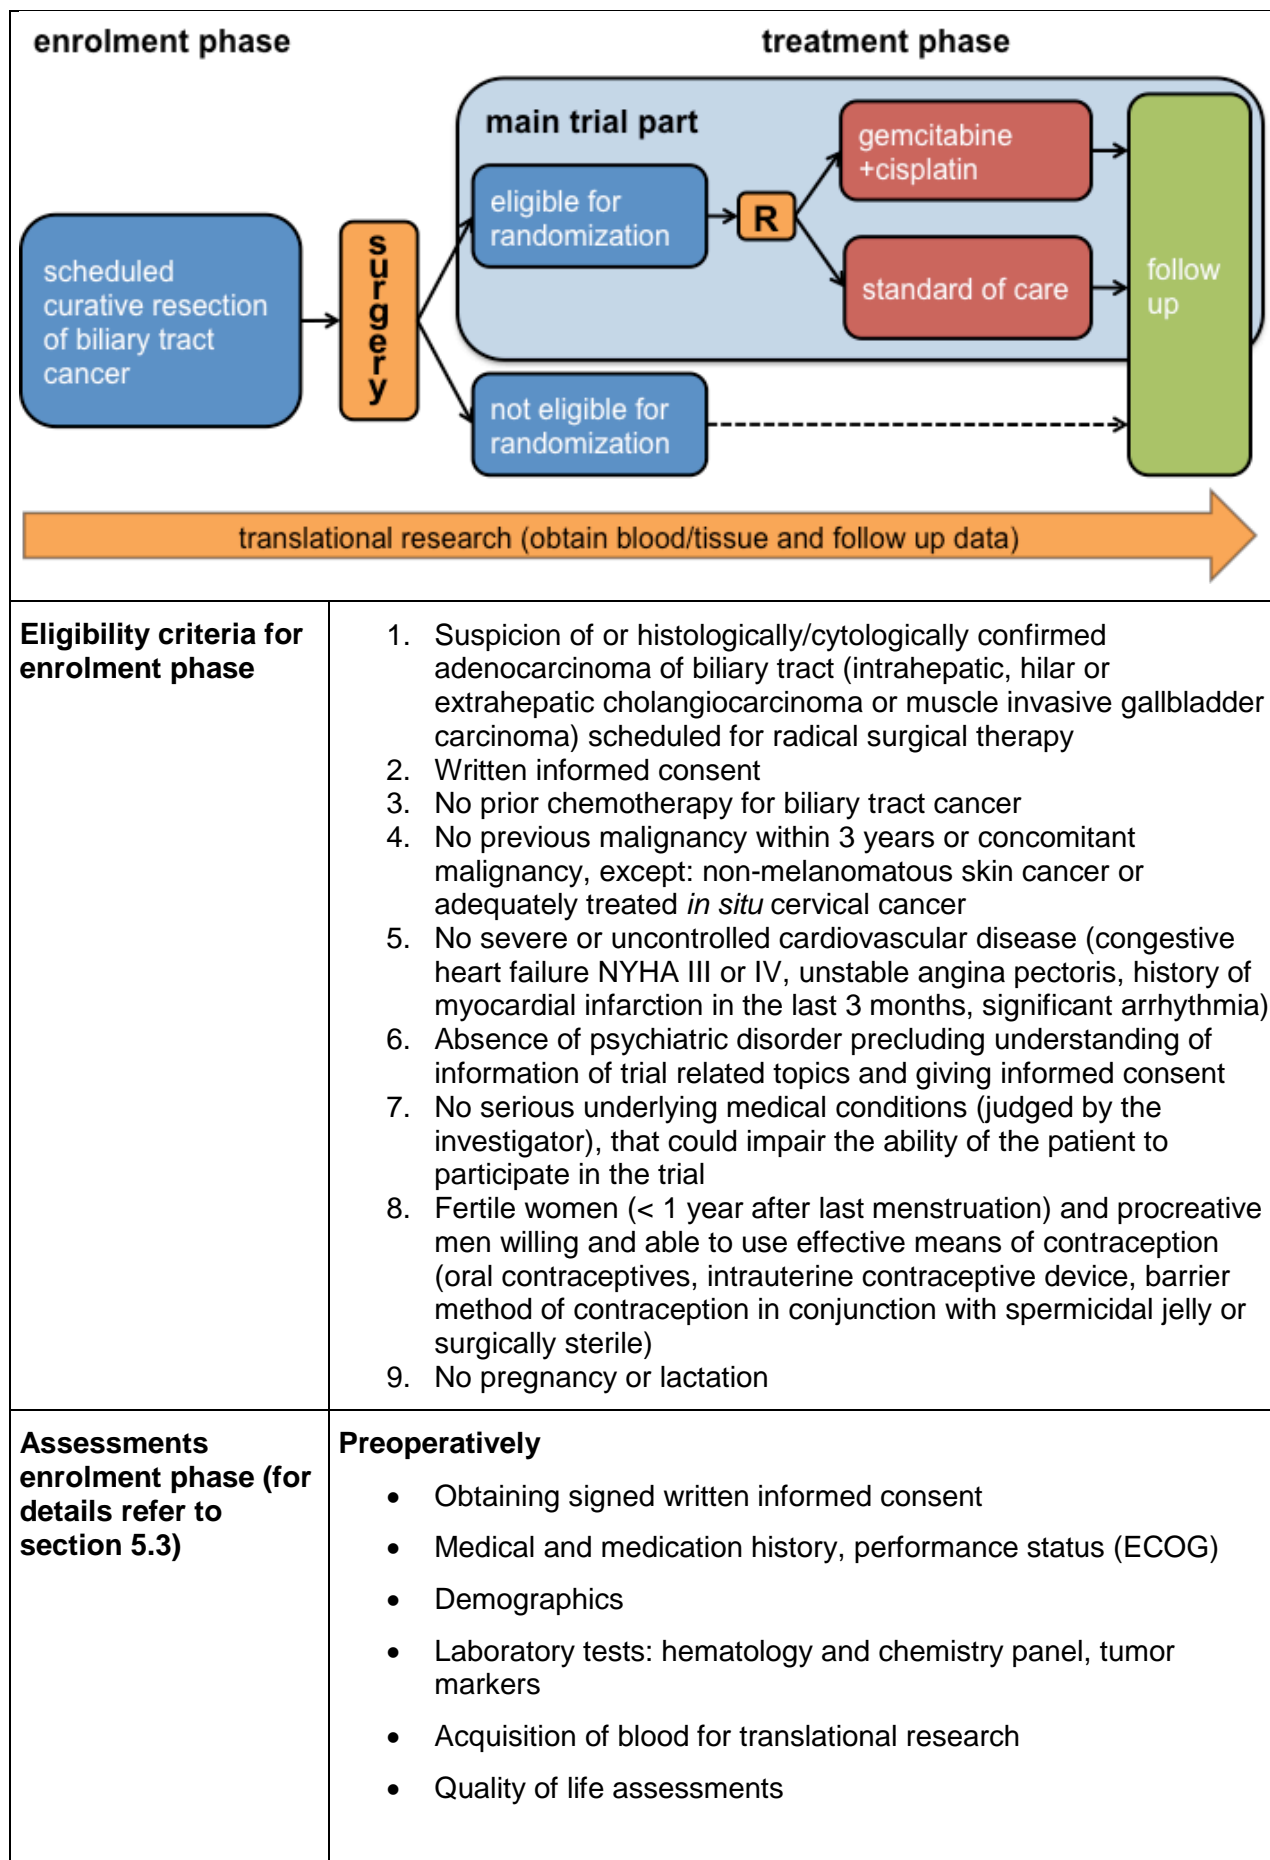 enrolment phase
treatment phase
main trial part
gemcitabine
+cisplatin
eligible for
randomization
R
surgery
scheduled
curative resection
of biliary tract
cancer
standard of care
follow
up
not eligible for
randomization
translational research (obtain blood/tissue and follow up data)
Eligibility criteria for
enrolment phase
1. Suspicion of or histologically/cytologically confirmed
adenocarcinoma of biliary tract (intrahepatic, hilar or
extrahepatic cholangiocarcinoma or muscle invasive gallbladder
carcinoma) scheduled for radical surgical therapy
2. Written informed consent
3. No prior chemotherapy for biliary tract cancer
4. No previous malignancy within 3 years or concomitant
malignancy, except: non-melanomatous skin cancer or
adequately treated in situ cervical cancer
5. No severe or uncontrolled cardiovascular disease (congestive
heart failure NYHA III or IV, unstable angina pectoris, history of
myocardial infarction in the last 3 months, significant arrhythmia)
6. Absence of psychiatric disorder precluding understanding of
information of trial related topics and giving informed consent
7. No serious underlying medical conditions (judged by the
investigator), that could impair the ability of the patient to
participate in the trial
8. Fertile women (< 1 year after last menstruation) and procreative
men willing and able to use effective means of contraception
(oral contraceptives, intrauterine contraceptive device, barrier
method of contraception in conjunction with spermicidal jelly or
surgically sterile)
9. No pregnancy or lactation
Assessments
enrolment phase (for
details refer to
section 5.3)
Preoperatively
• Obtaining signed written informed consent
• Medical and medication history, performance status (ECOG)
• Demographics
• Laboratory tests: hematology and chemistry panel, tumor
markers
• Acquisition of blood for translational research
• Quality of life assessments